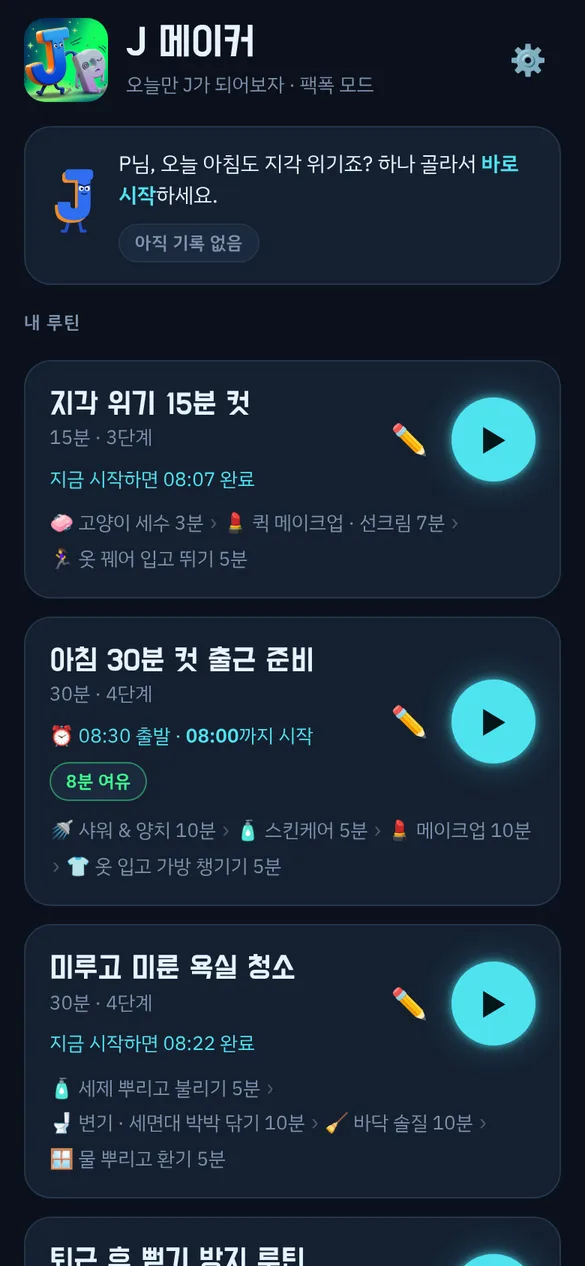 J 메이커
오늘만 J가 되어보자 · 팩폭 모드
P님, 오늘 아침도 지각 위기죠? 하나 골라서 바로
시작하세요.
아직 기록 없음
내 루틴
지각 위기 15분 컷
15분 · 3단계
지금 시작하면 08:07 완료
🧼 고양이 세수 3분 › 💄 퀵 메이크업 · 선크림 7분 ›
🏃‍♀️ 옷 꿰어 입고 뛰기 5분
아침 30분 컷 출근 준비
30분 · 4단계
⏰ 08:30 출발 · 08:00까지 시작
8분 여유
🚿 샤워 & 양치 10분 › 🧴 스킨케어 5분 › 💄 메이크업 10분
› 👕 옷 입고 가방 챙기기 5분
미루고 미룬 욕실 청소
30분 · 4단계
지금 시작하면 08:22 완료
🧴 세제 뿌리고 불리기 5분 ›
🚽 변기 · 세면대 박박 닦기 10분 › 🧹 바닥 솔질 10분 ›
🪟 물 뿌리고 환기 5분
퇴근 후 뻗기 방지 루틴